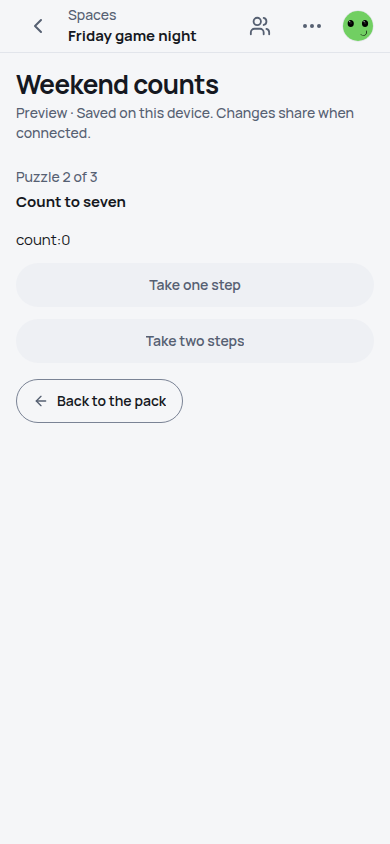 Spaces
Friday game night
Weekend counts
Preview · Saved on this device. Changes share when
connected.
Puzzle 2 of 3
Count to seven
count:0
Take one step
Take two steps
Back to the pack